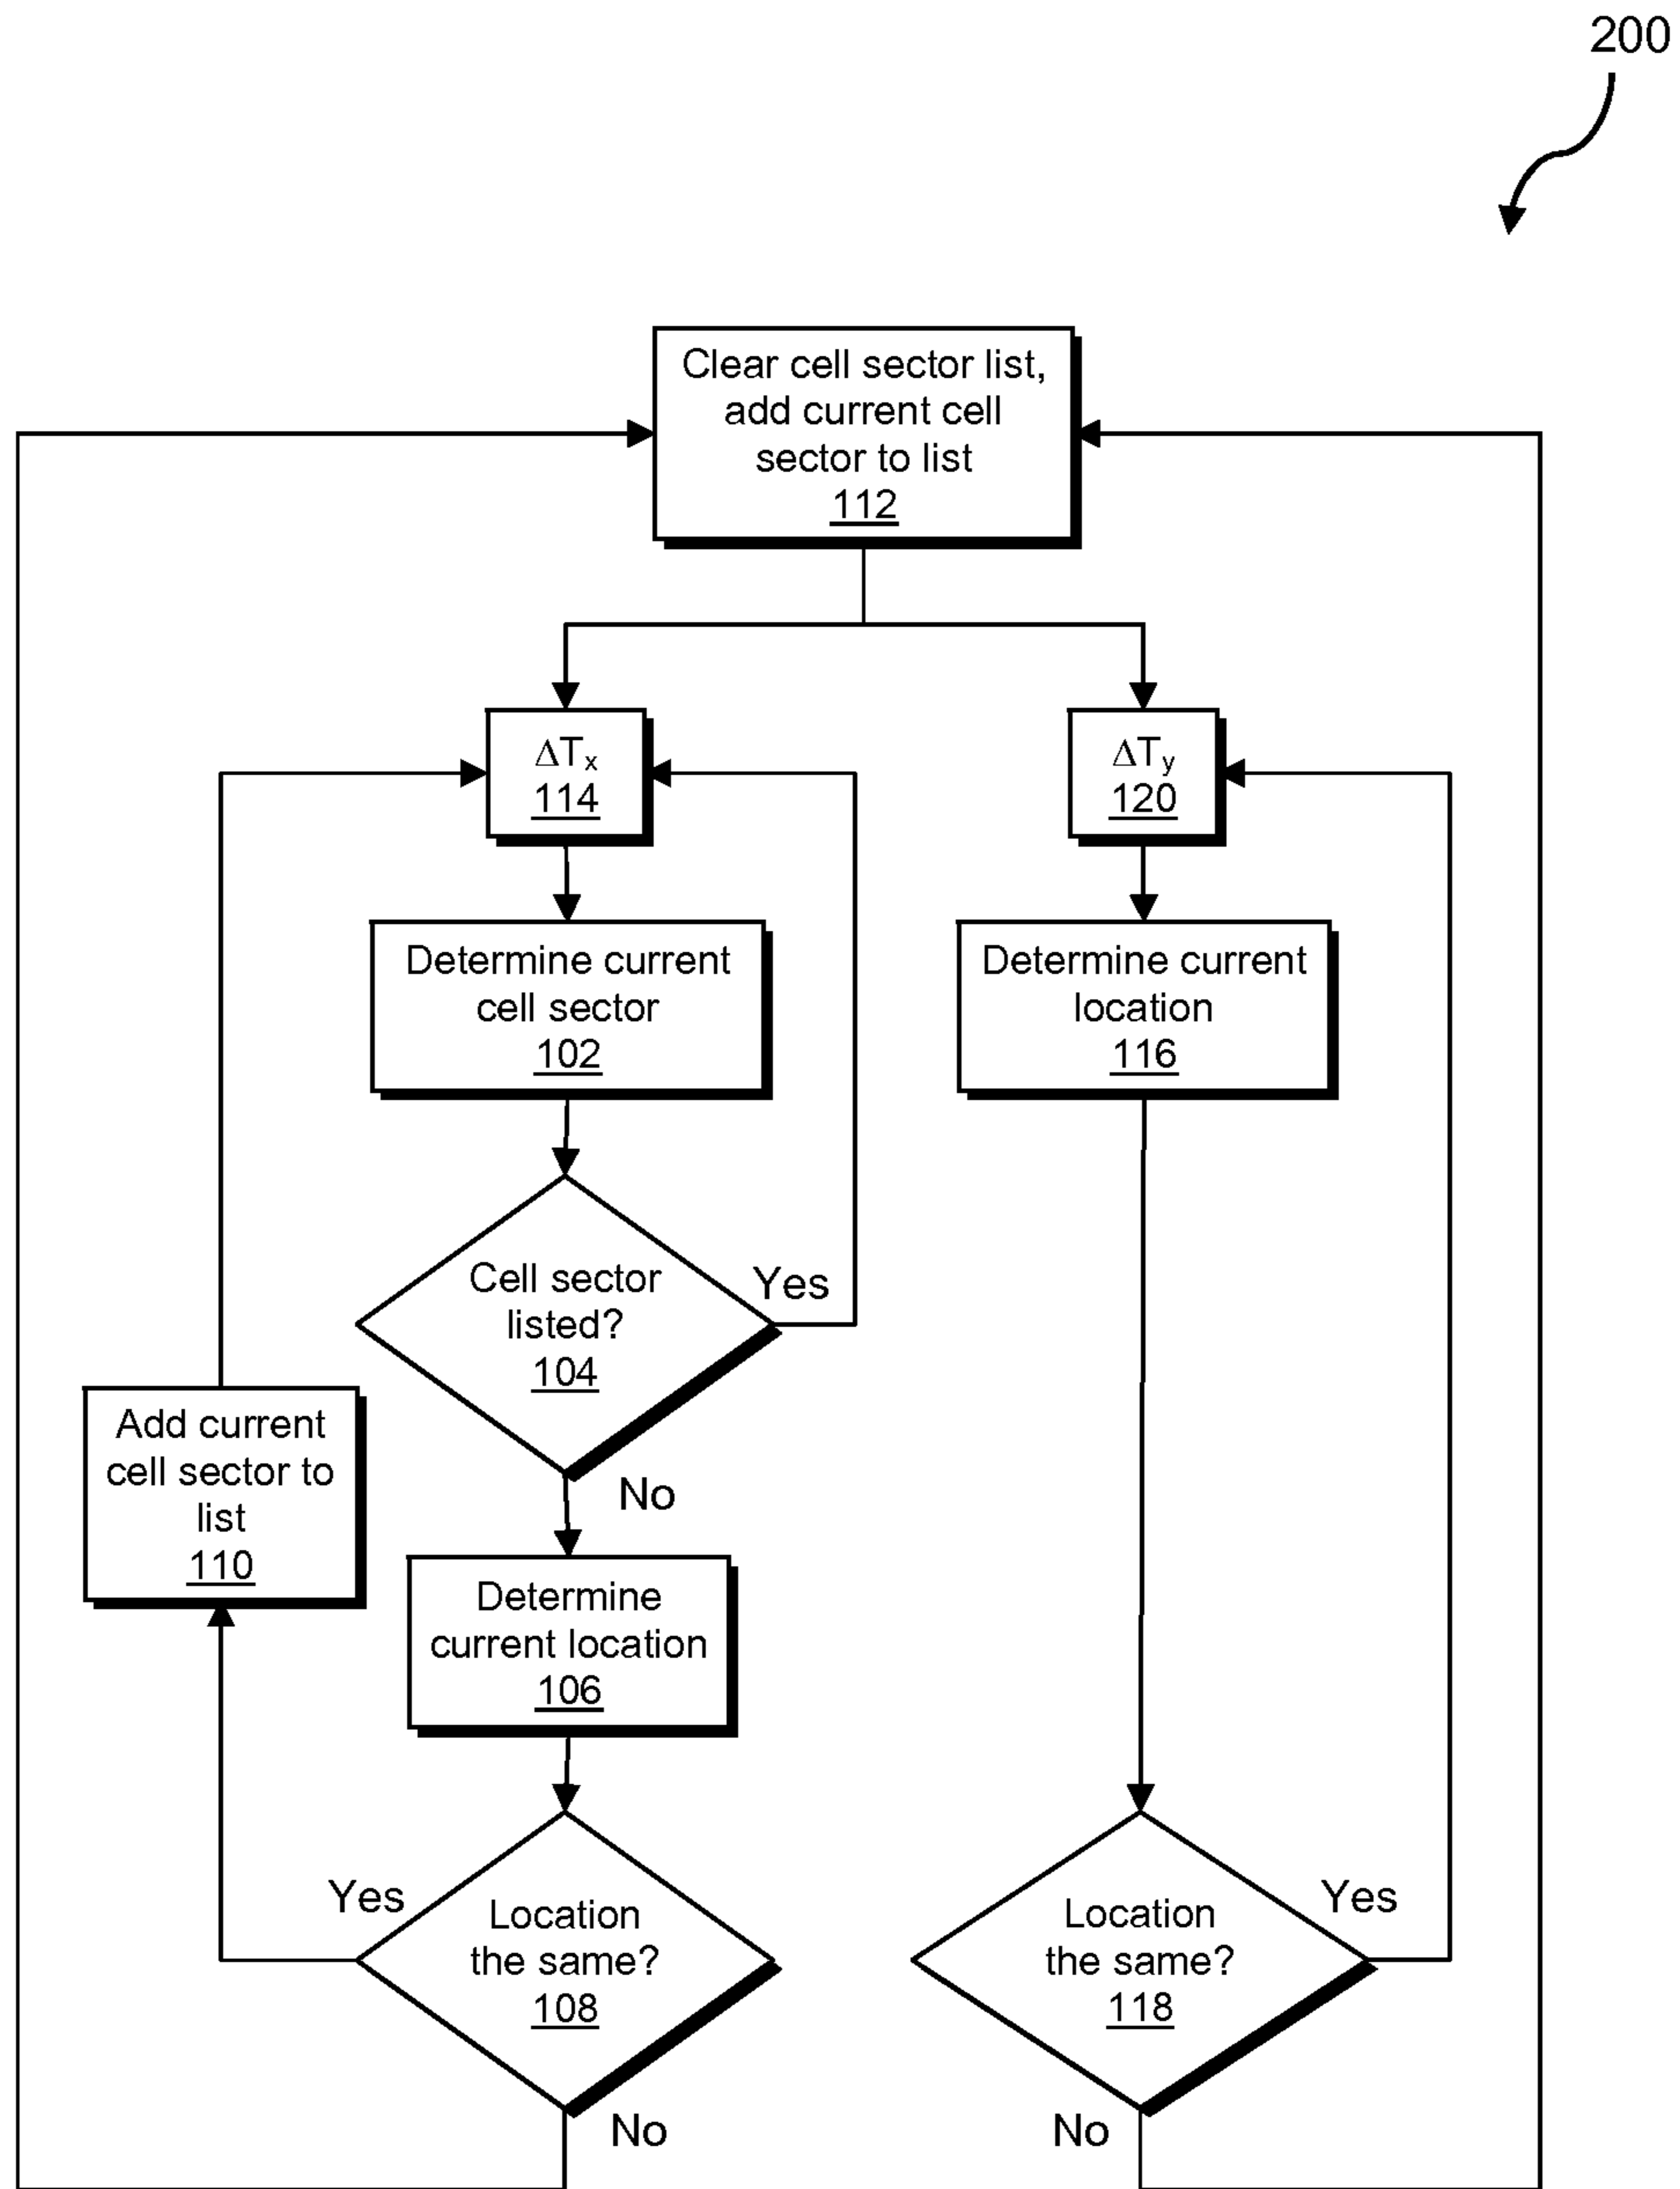 200
Clear cell sector list,
add current cell
sector to list
112
ΔTx
114
ΔTy
120
Determine current
cell sector
102
Determine current
location
116
Cell sector
listed?
104
Yes
No
Add current
cell sector to
list
110
Determine
current location
106
Location
the same?
108
Yes
No
Location
the same?
118
Yes
No